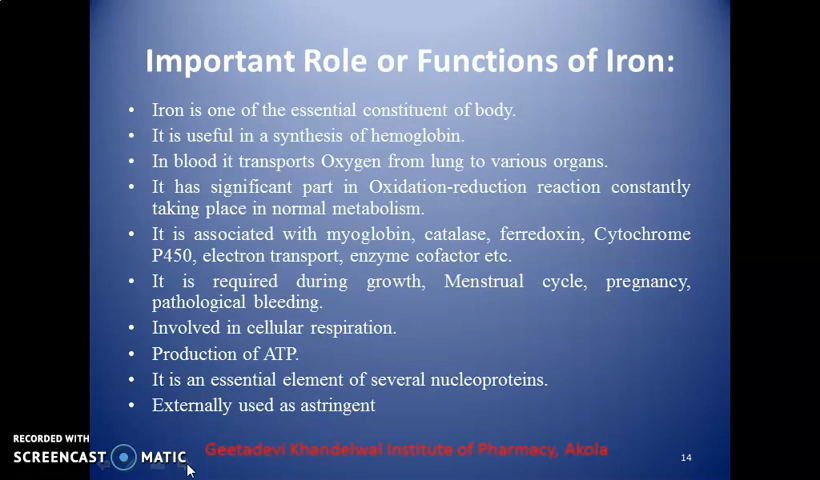 Important Role or Functions of Iron:
• Iron is one of the essential constituent of body.
• It is useful in a synthesis of hemoglobin.
• In blood it transports Oxygen from lung to various organs.
• It has significant part in Oxidation-reduction reaction constantly
taking place in normal metabolism.
• It is associated with myoglobin, catalase, ferredoxin, Cytochrome
P450, electron transport, enzyme cofactor etc.
• It is required during growth, Menstrual cycle, pregnancy,
pathological bleeding.
• Involved in cellular respiration.
• Production of ATP.
• It is an essential element of several nucleoproteins.
• Externally used as astringent
RECORDED WITH
SCREENCAST MATIC
Geetadevi Khandelwal Institute of Pharmacy, Akola
14